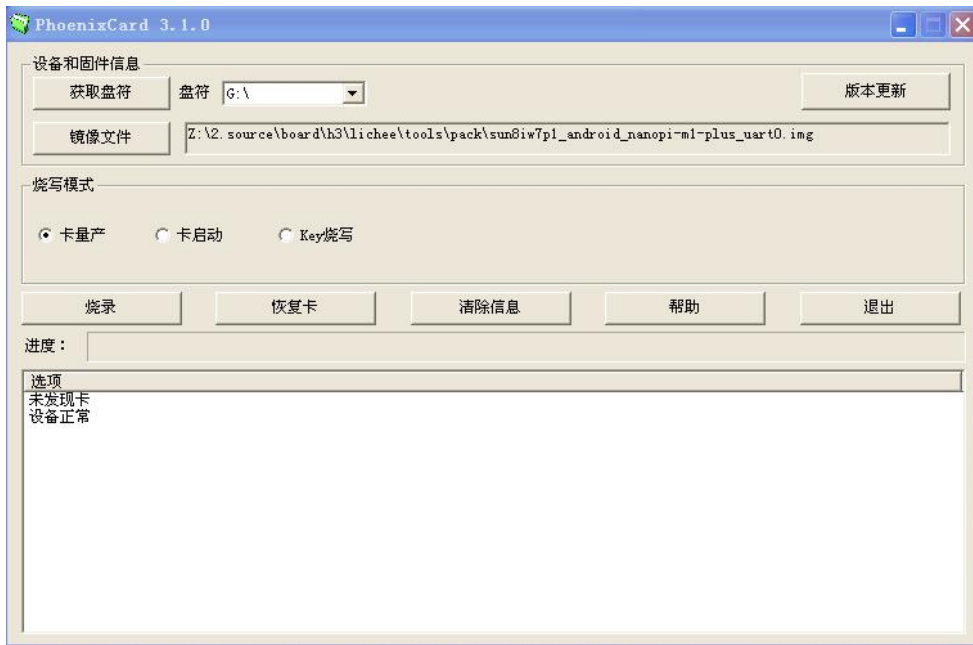 PhoenixCard 3.1.0
设备和固件信息
获取盘符 盘符 G:\ 版本更新
镜像文件 Z:\2.source\board\h3\lichee\tools\pack\sun8iw7p1_android_nanopi-m1-plus_uart0.img
烧写模式
卡量产 卡启动 Key烧写
烧录 恢复卡 清除信息 帮助 退出
进度：
选项
未发现卡
设备正常